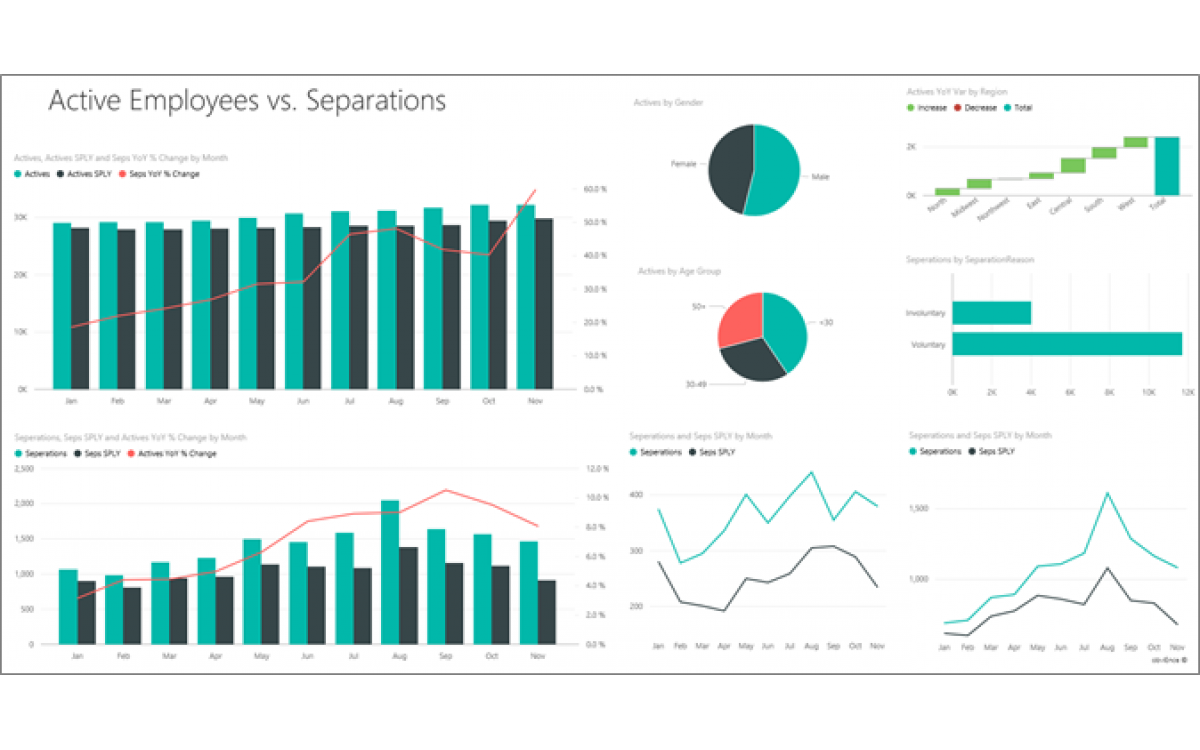 Active Employees vs. Separations
Actives, Actives SPLY and Seps YoY % Change by Month
Actives Actives SPLY Seps YoY % Change
30K
20K
10K
0K
60.0 %
50.0 %
40.0 %
30.0 %
20.0 %
10.0 %
0.0 %
Jan Feb Mar Apr May Jun Jul Aug Sep Oct Nov
Seperations, Seps SPLY and Actives YoY % Change by Month
Seperations Seps SPLY Actives YoY % Change
2,500
2,000
1,500
1,000
500
0
12.0 %
10.0 %
8.0 %
6.0 %
4.0 %
2.0 %
0.0 %
Jan Feb Mar Apr May Jun Jul Aug Sep Oct Nov
Actives by Gender
Female
Male
Actives by Age Group
50+
<30
30-49
Actives YoY Var by Region
Increase Decrease Total
2K
0K
North Midwest Northwest East Central South West Total
Seperations by SeparationReason
Involuntary
Voluntary
0K 2K 4K 6K 8K 10K 12K
Seperations and Seps SPLY by Month
Seperations Seps SPLY
400
300
200
Jan Feb Mar Apr May Jun Jul Aug Sep Oct Nov
Seperations and Seps SPLY by Month
Seperations Seps SPLY
1,500
1,000
Jan Feb Mar Apr May Jun Jul Aug Sep Oct Nov
obviEnce ©